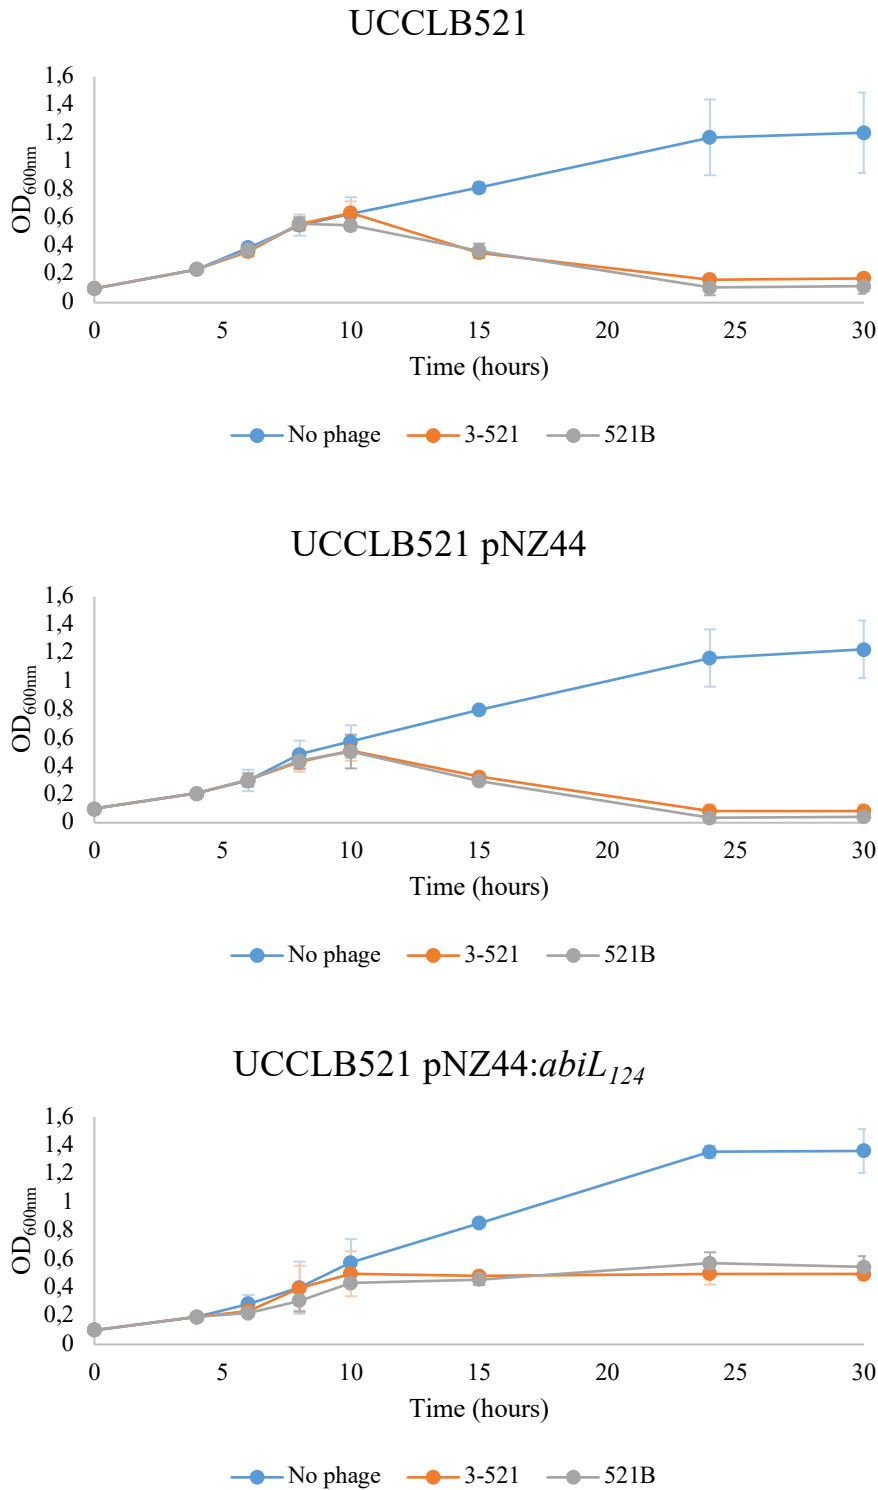 UCCLB521
1,6
1,4
1,2
1
0,8
0,6
0,4
0,2
0
OD600nm
0 5 10 15 20 25 30
Time (hours)
No phage 3-521 521B
UCCLB521 pNZ44
1,6
1,4
1,2
1
0,8
0,6
0,4
0,2
0
OD600nm
0 5 10 15 20 25 30
Time (hours)
No phage 3-521 521B
UCCLB521 pNZ44:abiL124
1,6
1,4
1,2
1
0,8
0,6
0,4
0,2
0
OD600nm
0 5 10 15 20 25 30
Time (hours)
No phage 3-521 521B